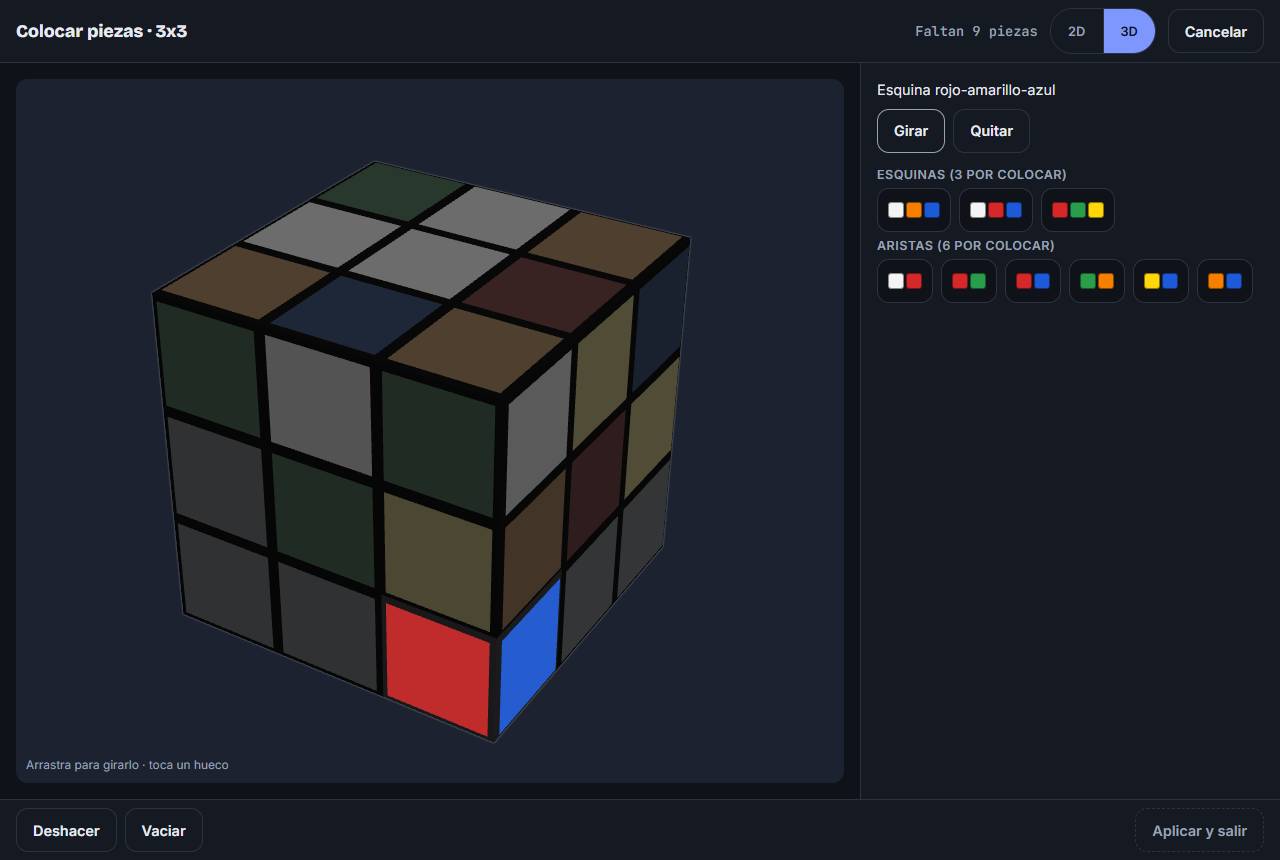 Colocar piezas · 3x3
Faltan 9 piezas
2D
3D
Cancelar
Esquina rojo-amarillo-azul
Girar
Quitar
ESQUINAS (3 POR COLOCAR)
ARISTAS (6 POR COLOCAR)
Arrastra para girarlo · toca un hueco
Deshacer
Vaciar
Aplicar y salir